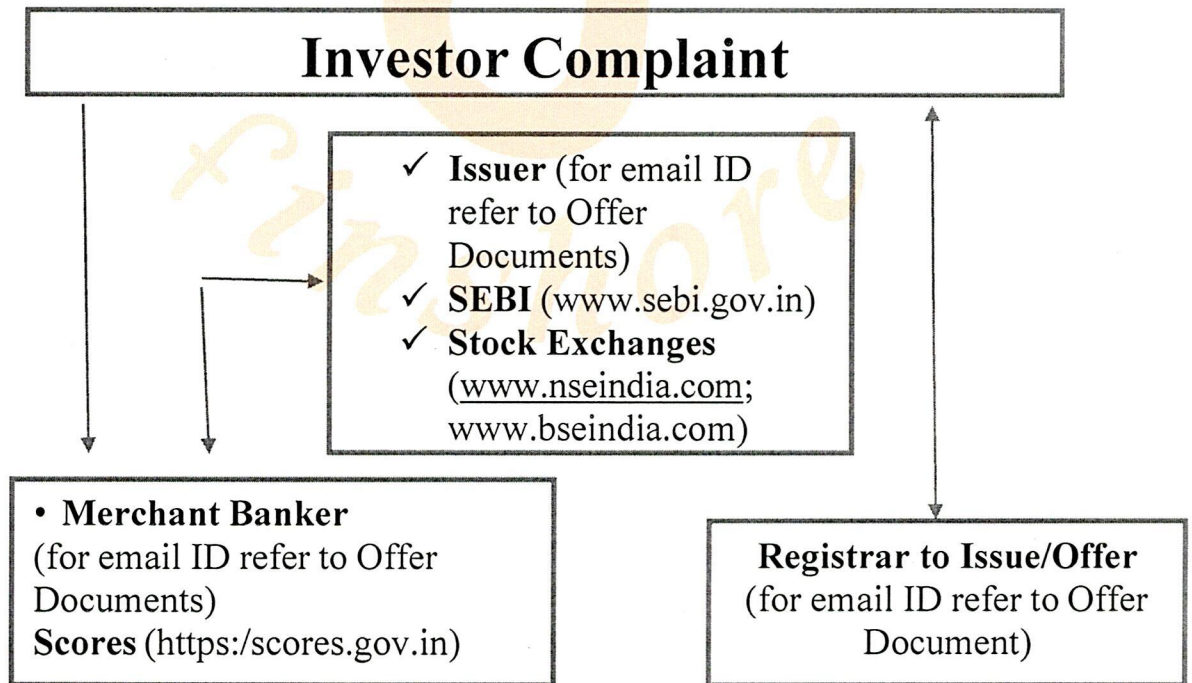 Investor Complaint
✓ Issuer (for email ID
refer to Offer
Documents)
✓ SEBI (www.sebi.gov.in)
✓ Stock Exchanges
(www.nseindia.com;
www.bseindia.com)
• Merchant Banker
(for email ID refer to Offer
Documents)
Scores (https:/scores.gov.in)
Registrar to Issue/Offer
(for email ID refer to Offer
Document)
finshore